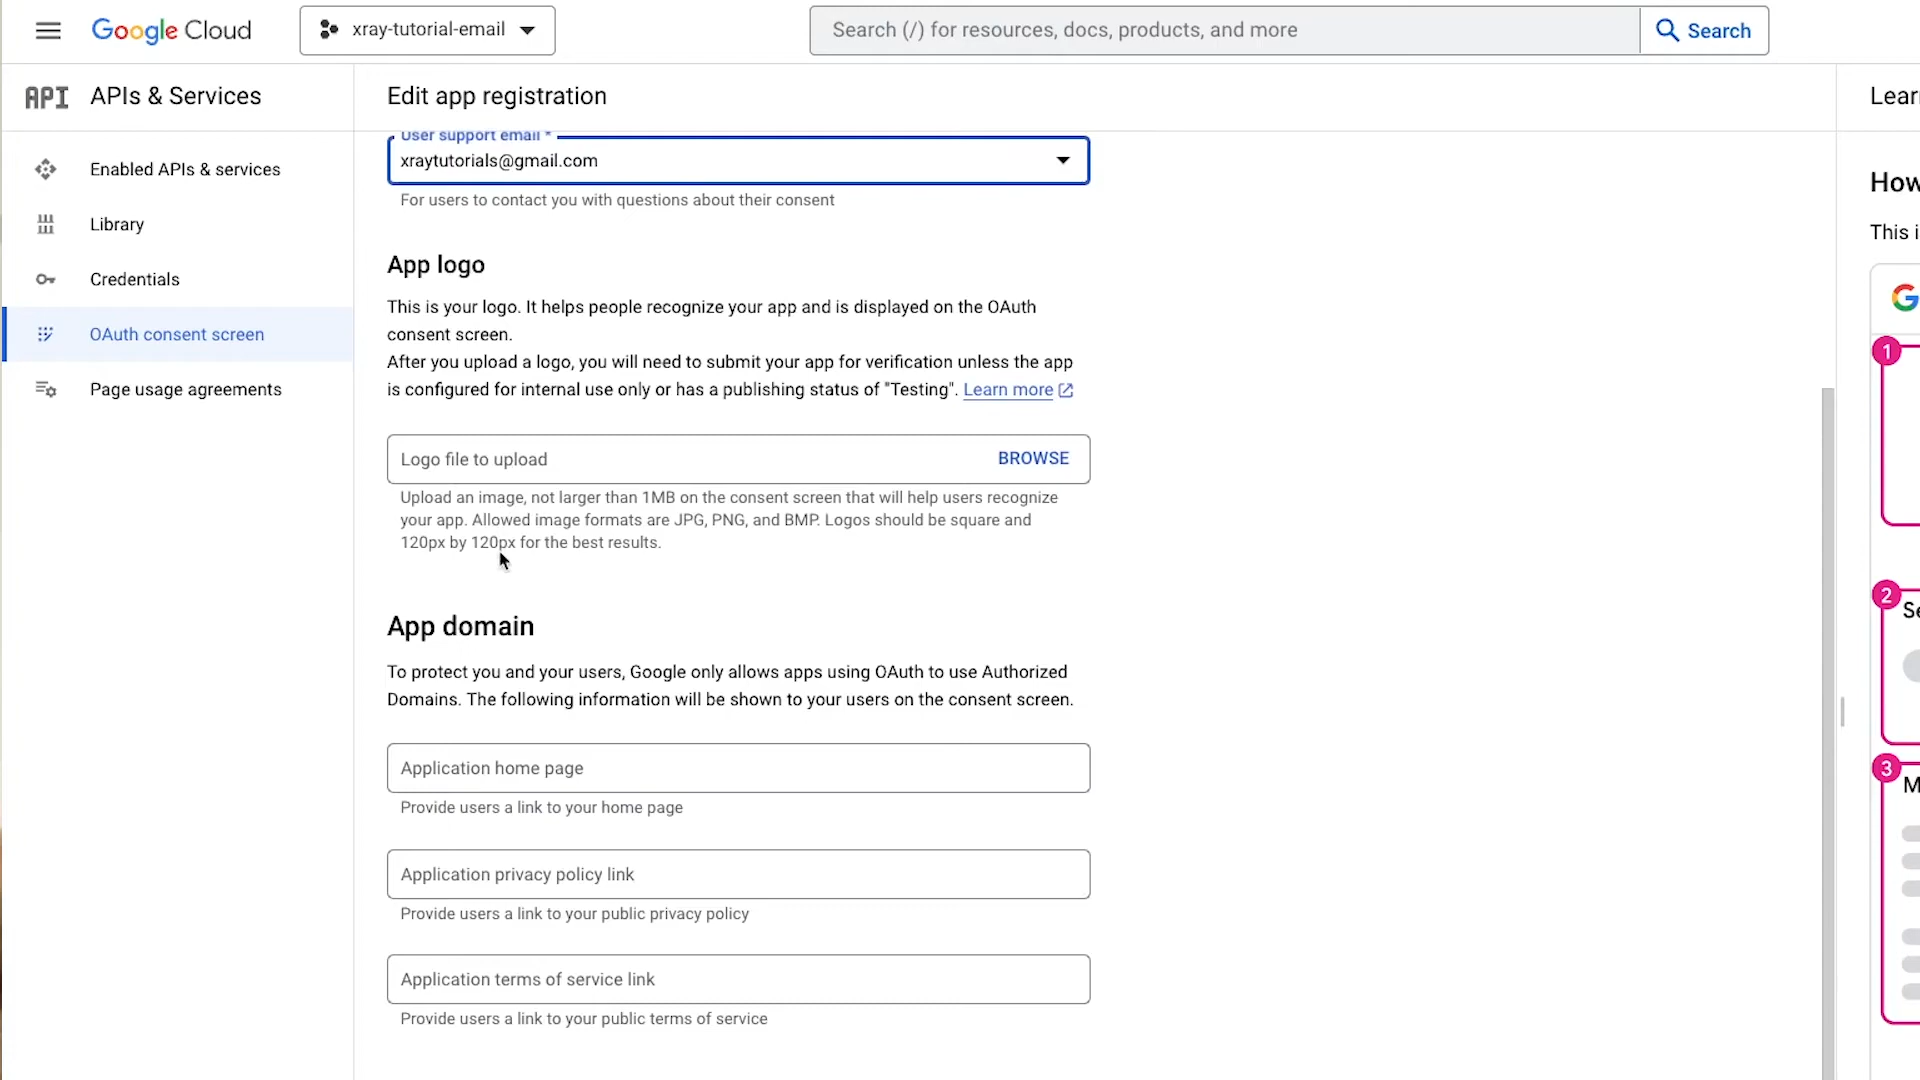 Google Cloud
xray-tutorial-email
Search (/) for resources, docs, products, and more
Search
API APIs & Services
Edit app registration
Enabled APIs & services
Library
Credentials
OAuth consent screen
Page usage agreements
User support email *
xraytutorials@gmail.com
For users to contact you with questions about their consent
App logo
This is your logo. It helps people recognize your app and is displayed on the OAuth
consent screen.
After you upload a logo, you will need to submit your app for verification unless the app
is configured for internal use only or has a publishing status of "Testing". Learn more
Logo file to upload
BROWSE
Upload an image, not larger than 1MB on the consent screen that will help users recognize
your app. Allowed image formats are JPG, PNG, and BMP. Logos should be square and
120px by 120px for the best results.
App domain
To protect you and your users, Google only allows apps using OAuth to use Authorized
Domains. The following information will be shown to your users on the consent screen.
Application home page
Provide users a link to your home page
Application privacy policy link
Provide users a link to your public privacy policy
Application terms of service link
Provide users a link to your public terms of service
How
This
G
1
2
3